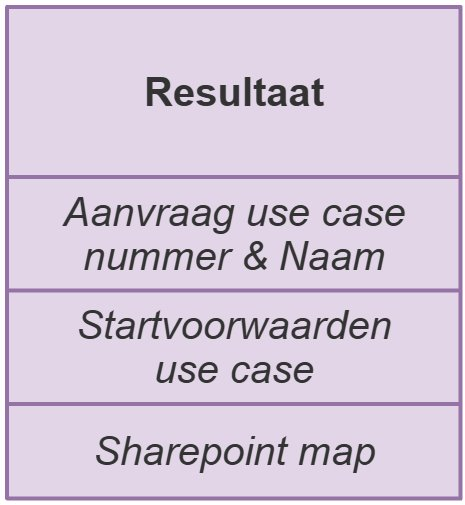 Resultaat
Aanvraag use case
nummer & Naam
Startvoorwaarden
use case
Sharepoint map